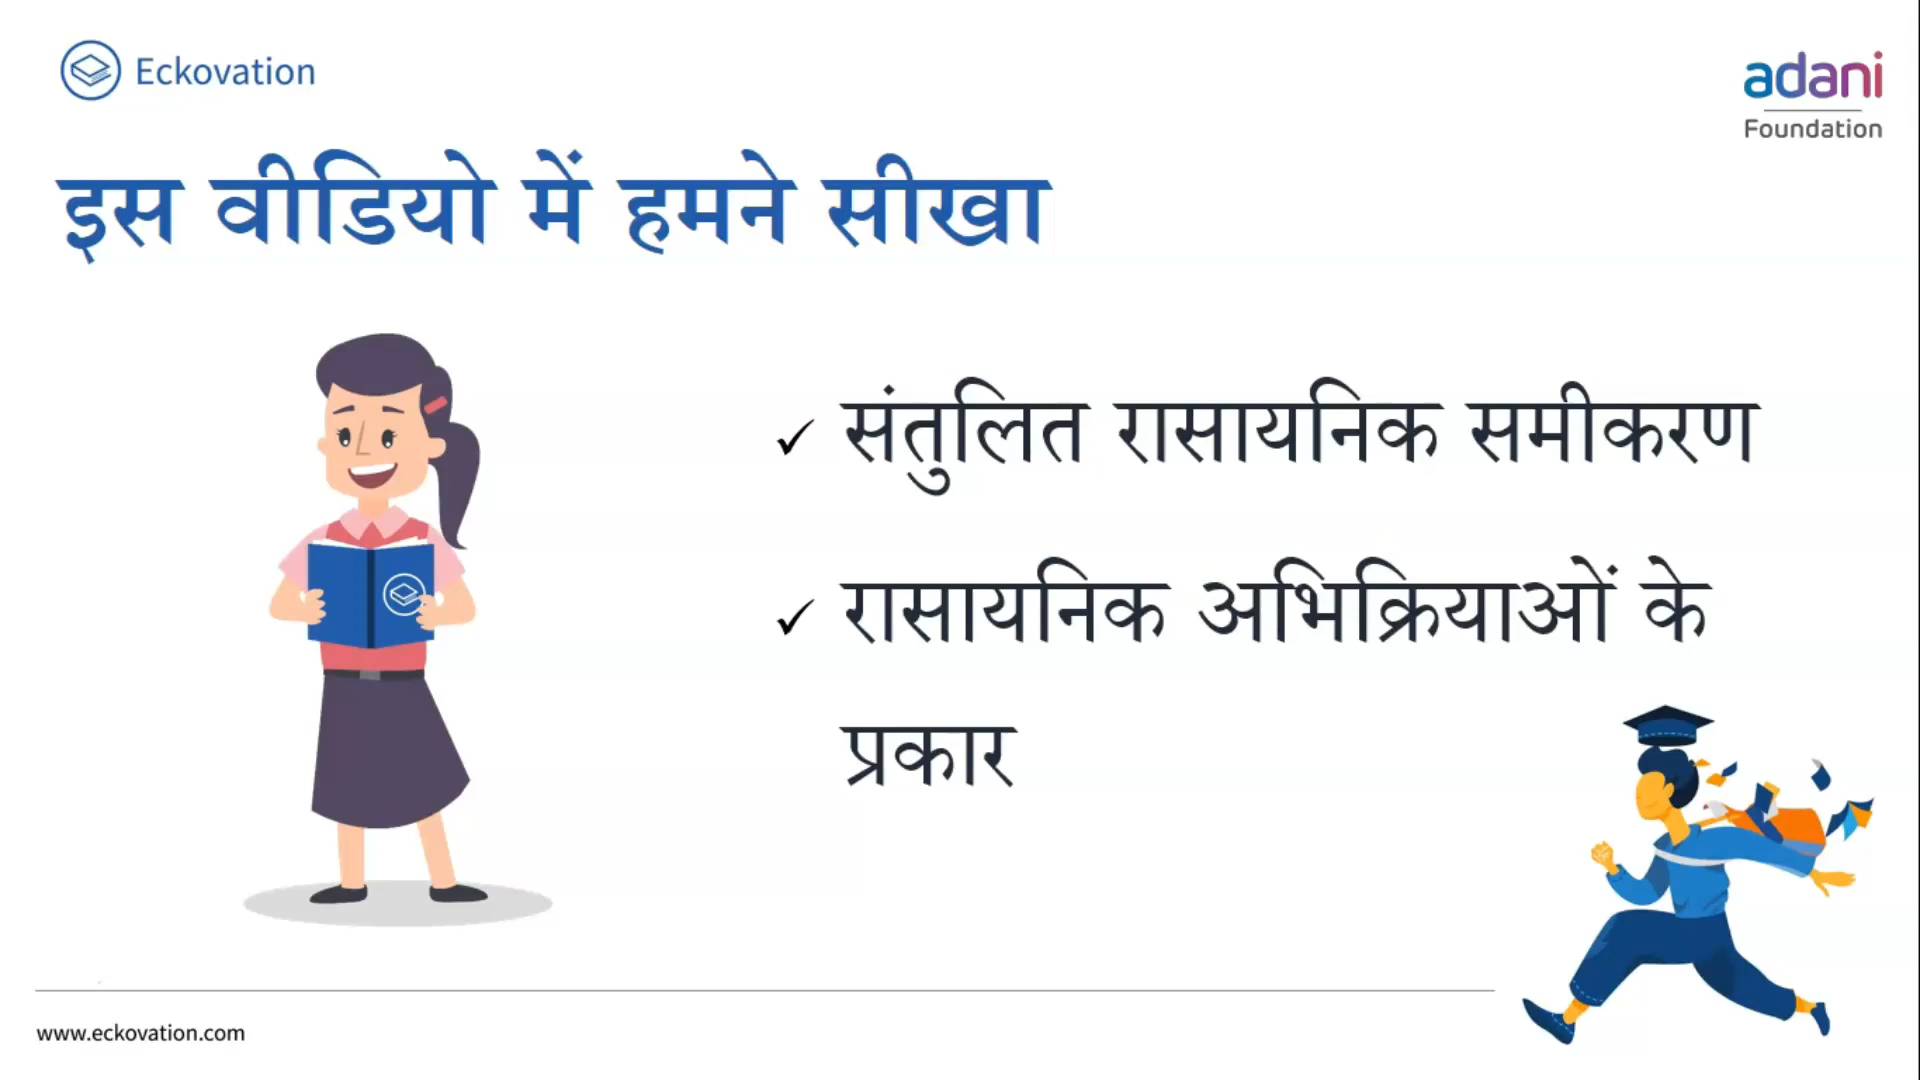 Eckovation
adani
Foundation
इस वीडियो में हमने सीखा
✓ संतुलित रासायनिक समीकरण
✓ रासायनिक अभिक्रियाओं के
प्रकार
www.eckovation.com